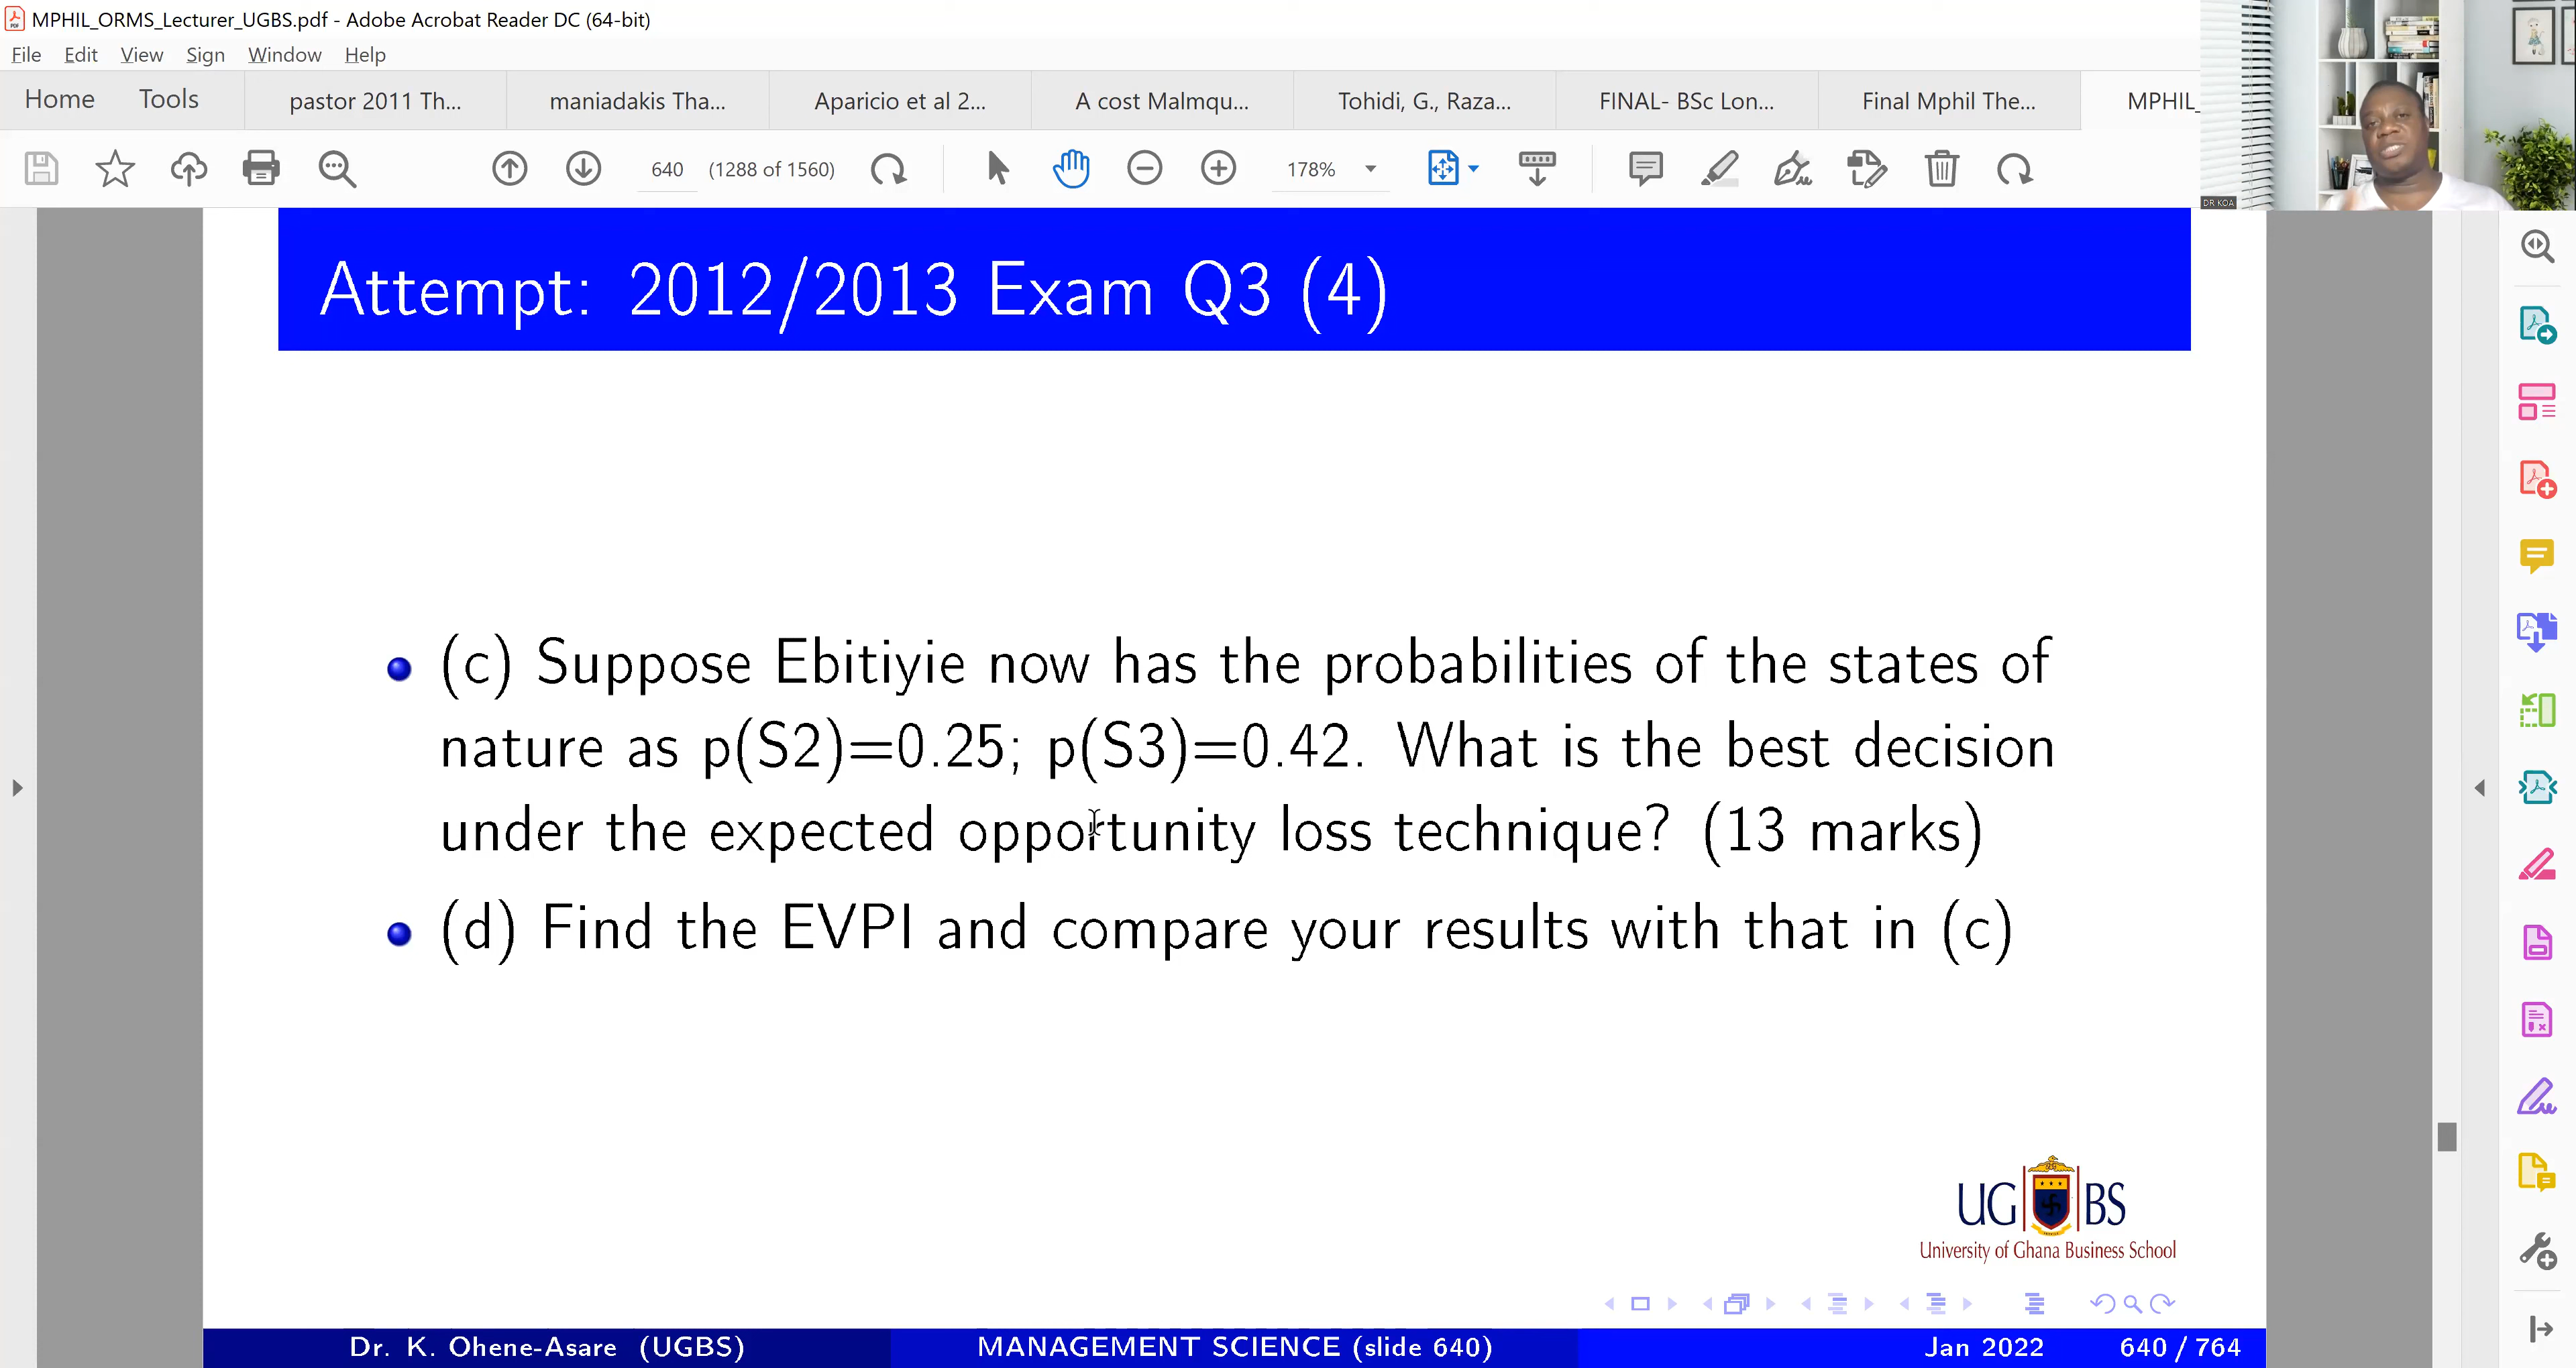 MPHIL_ORMS_Lecturer_UGBS.pdf - Adobe Acrobat Reader DC (64-bit)
File Edit View Sign Window Help
Home Tools pastor 2011 Th... maniadakis Tha... Aparicio et al 2... A cost Malmqu... Tohidi, G., Raza... FINAL- BSc Lon... Final Mphil The... MPHIL_
640 (1288 of 1560) 178%
DR KOA
Attempt: 2012/2013 Exam Q3 (4)
(c) Suppose Ebitiyie now has the probabilities of the states of
nature as p(S2)=0.25; p(S3)=0.42. What is the best decision
under the expected opportunity loss technique? (13 marks)
(d) Find the EVPI and compare your results with that in (c)
UG BS
University of Ghana Business School
Dr. K. Ohene-Asare (UGBS) MANAGEMENT SCIENCE (slide 640) Jan 2022 640 / 764